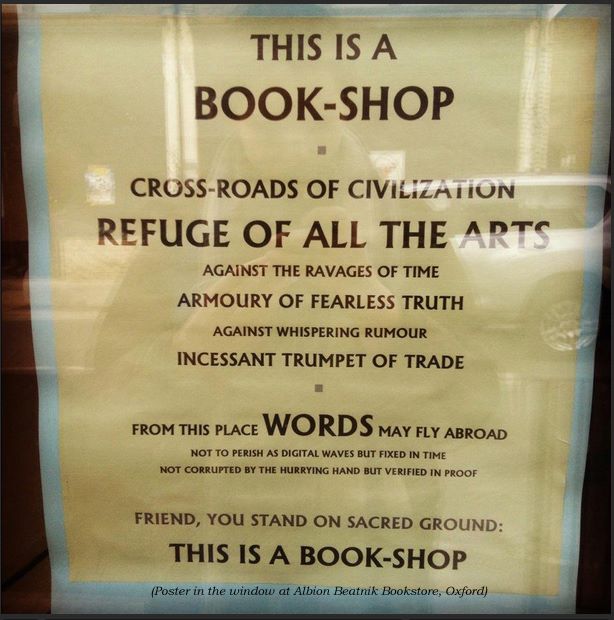 THIS IS A
BOOK-SHOP
CROSS-ROADS OF CIVILIZATION
REFUGE OF ALL THE ARTS
AGAINST THE RAVAGES OF TIME
ARMOURY OF FEARLESS TRUTH
AGAINST WHISPERING RUMOUR
INCESSANT TRUMPET OF TRADE
FROM THIS PLACE WORDS MAY FLY ABROAD
NOT TO PERISH AS DIGITAL WAVES BUT FIXED IN TIME
NOT CORRUPTED BY THE HURRYING HAND BUT VERIFIED IN PROOF
FRIEND, YOU STAND ON SACRED GROUND:
THIS IS A BOOK-SHOP
(Poster in the window at Albion Beatnik Bookstore, Oxford)